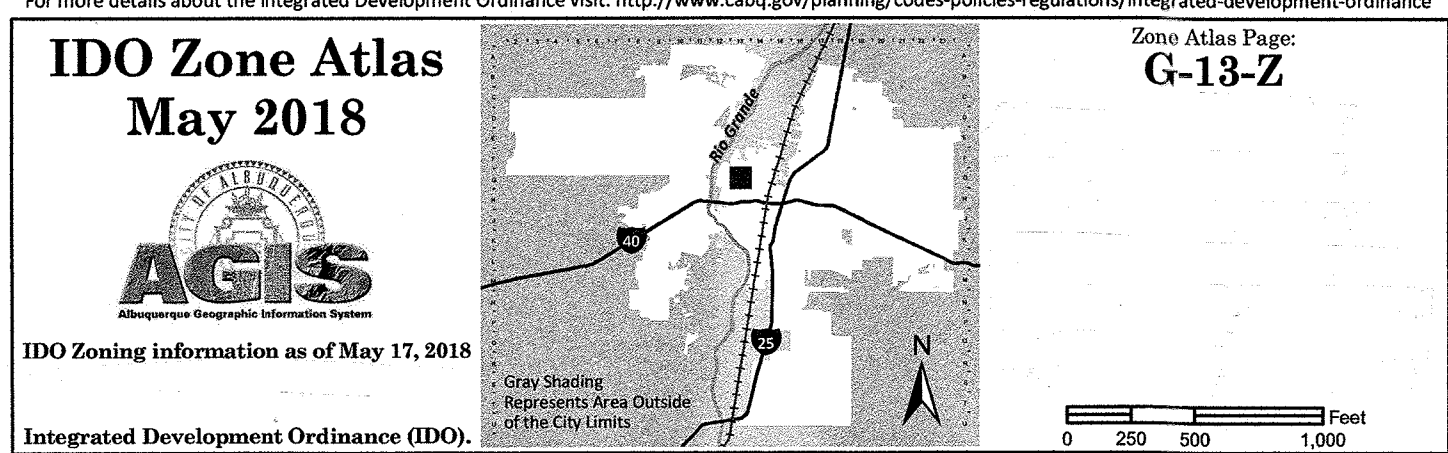 For more details about the Integrated Development Ordinance visit: http://www.cabq.gov/planning/codes-policies-regulations/integrated-development-ordinance
IDO Zone Atlas
May 2018
CITY OF ALBUQUERQUE
AGIS
Albuquerque Geographic Information System
IDO Zoning information as of May 17, 2018
Integrated Development Ordinance (IDO).
Rio Grande
40
25
N
Gray Shading
Represents Area Outside
of the City Limits
Zone Atlas Page:
G-13-Z
Feet
0 250 500 1,000